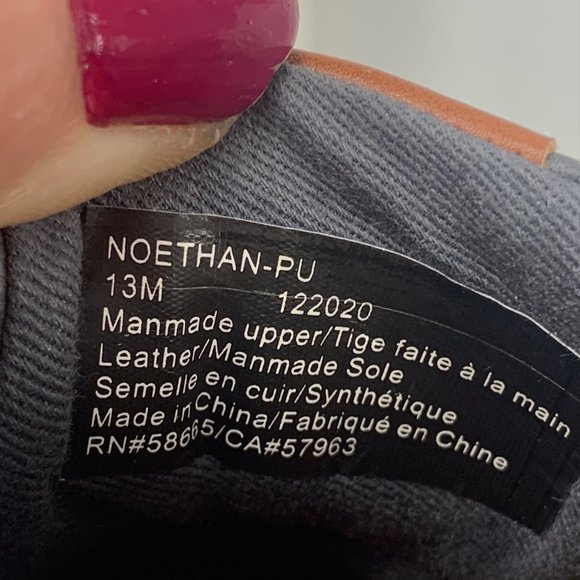 NOETHAN-PU
13M 122020
Manmade upper/Tige faite à la main
Leather/Manmade Sole
Semelle en cuir/Synthétique
Made in China/Fabriqué en Chine
RN#58665/CA#57963